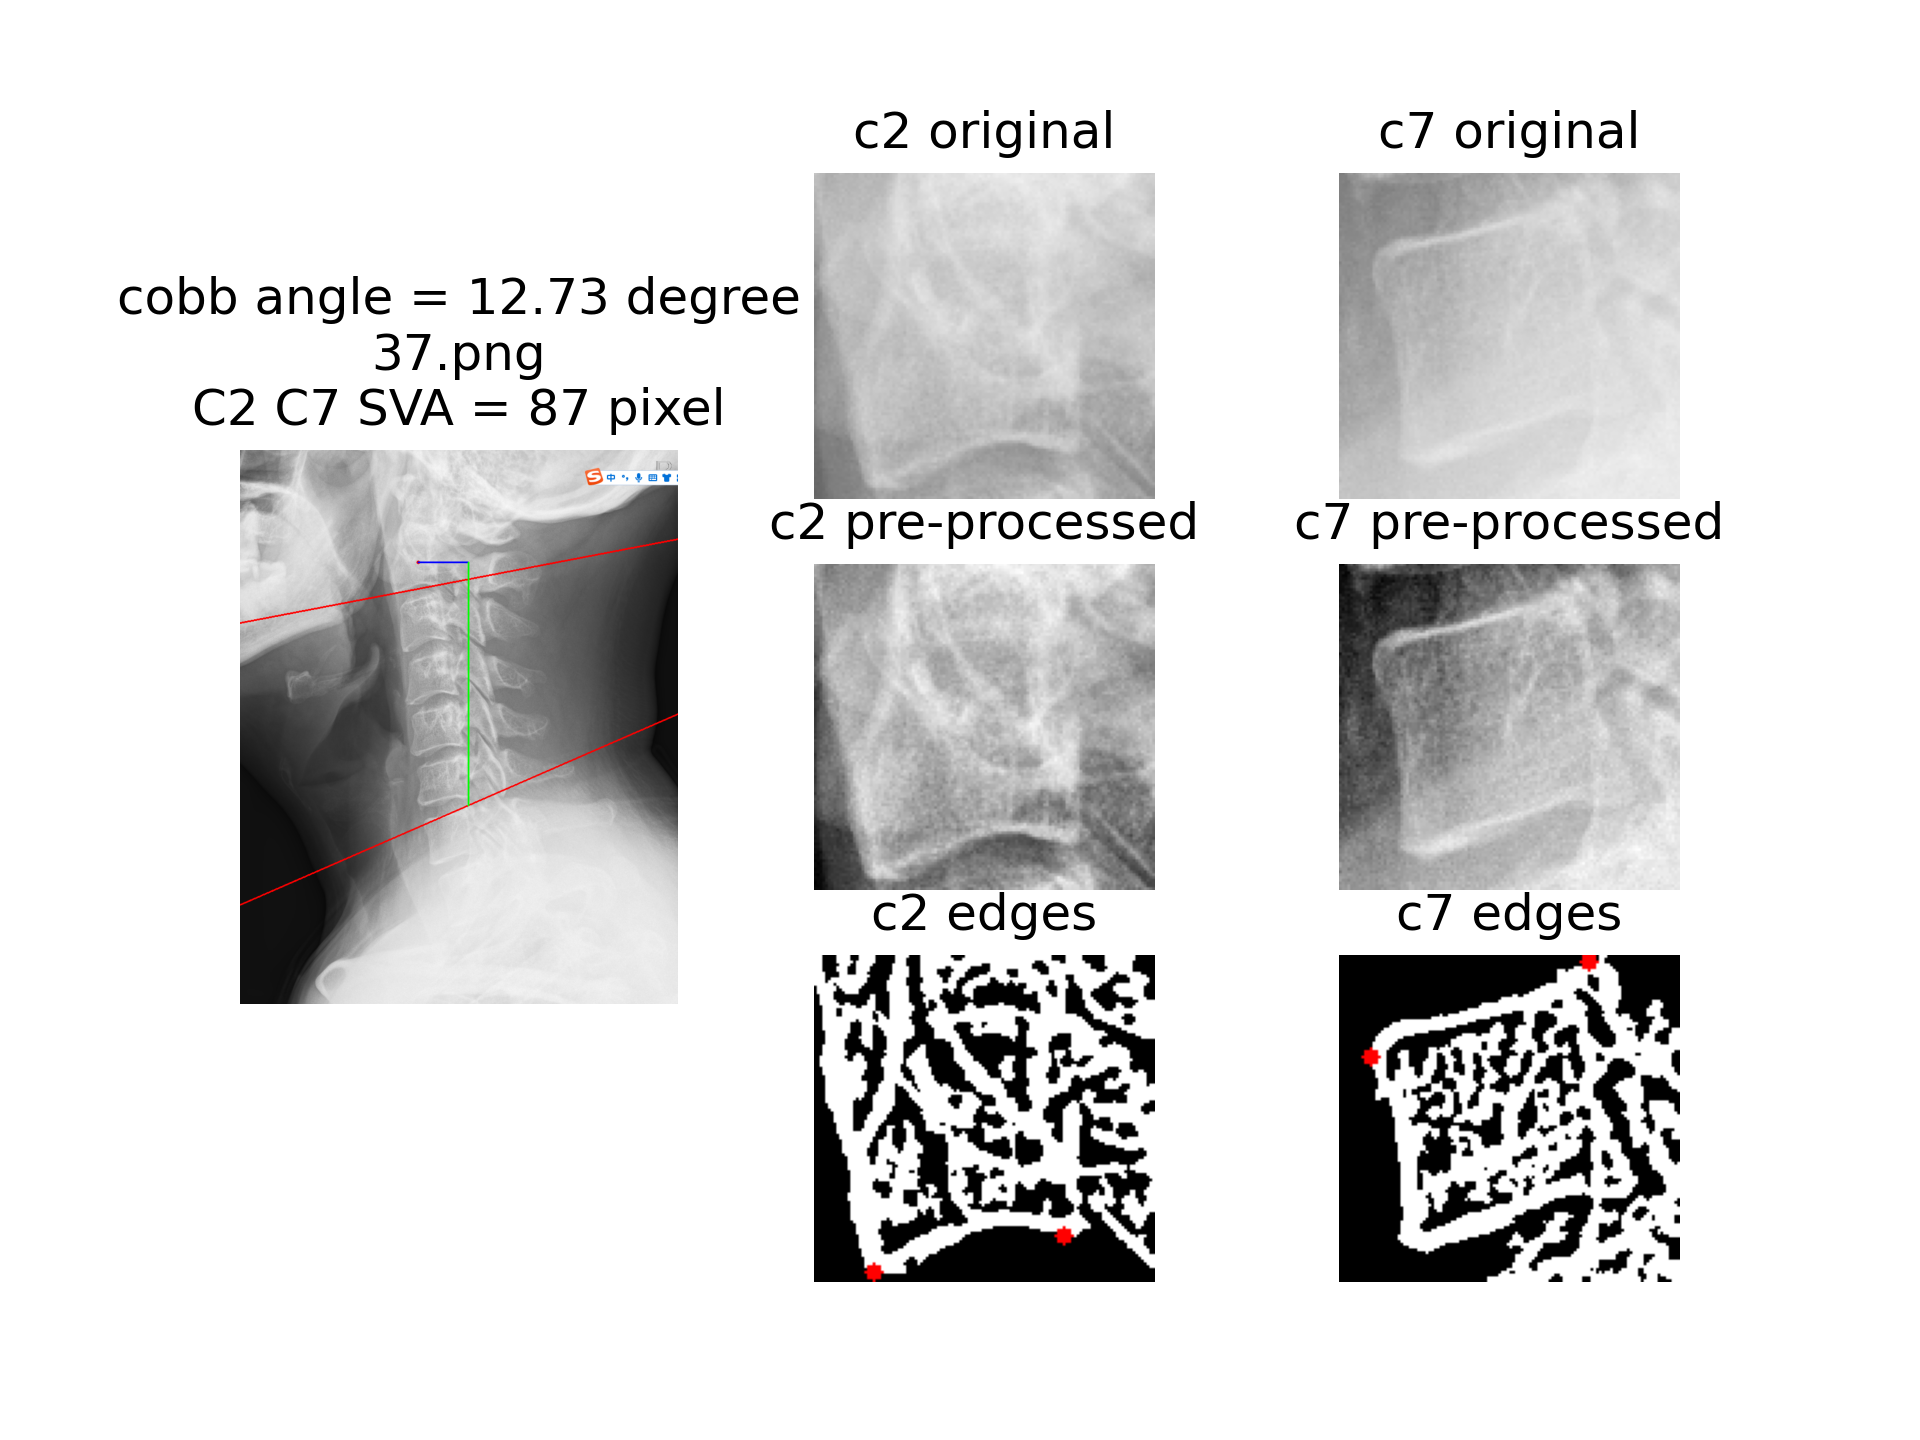 cobb angle = 12.73 degree
37.png
C2 C7 SVA = 87 pixel
S 中
c2 original
c7 original
c2 pre-processed
c7 pre-processed
c2 edges
c7 edges